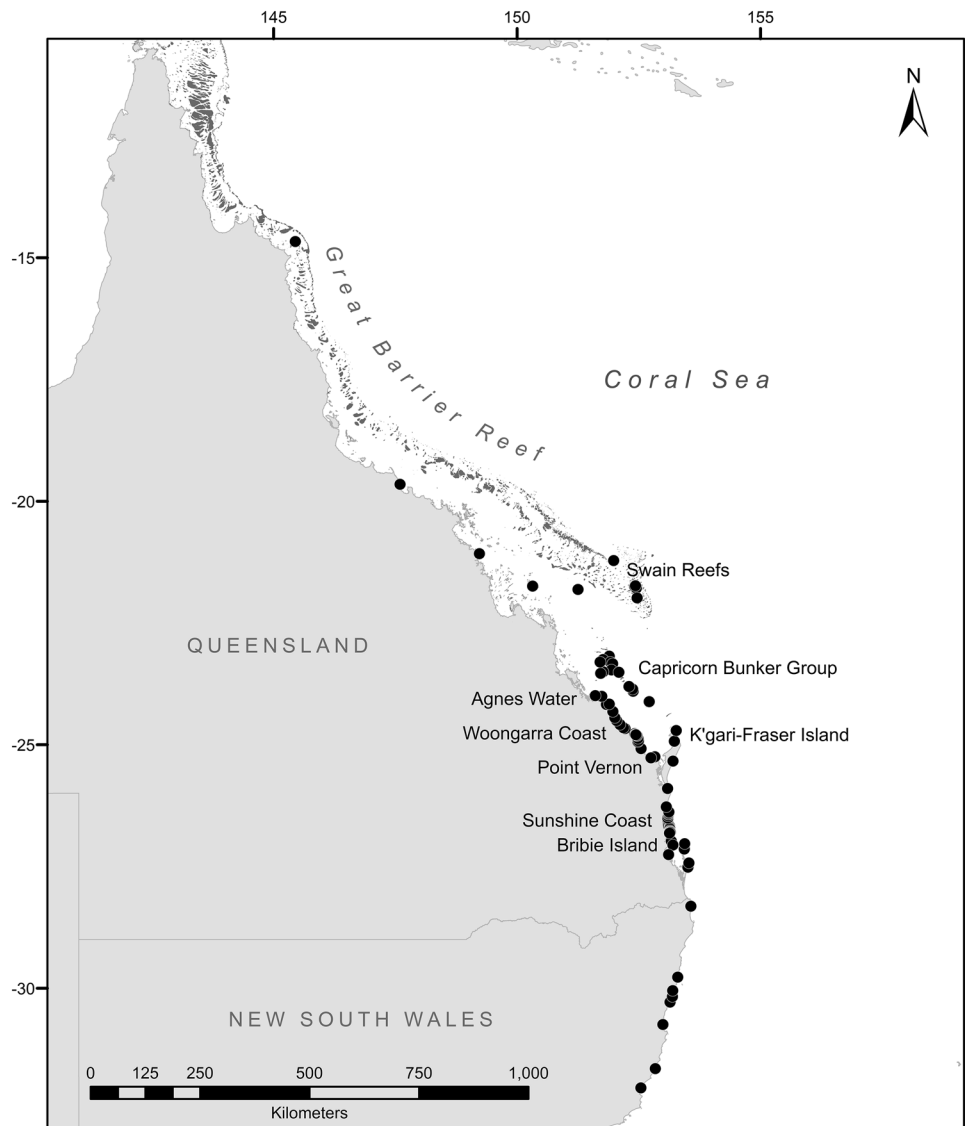 145 150 155
N
-15
Great Barrier Reef
Coral Sea
-20
Swain Reefs
QUEENSLAND
Capricorn Bunker Group
Agnes Water
Woongarra Coast
K'gari-Fraser Island
-25
Point Vernon
Sunshine Coast
Bribie Island
-30
NEW SOUTH WALES
0 125 250 500 750 1,000
Kilometers